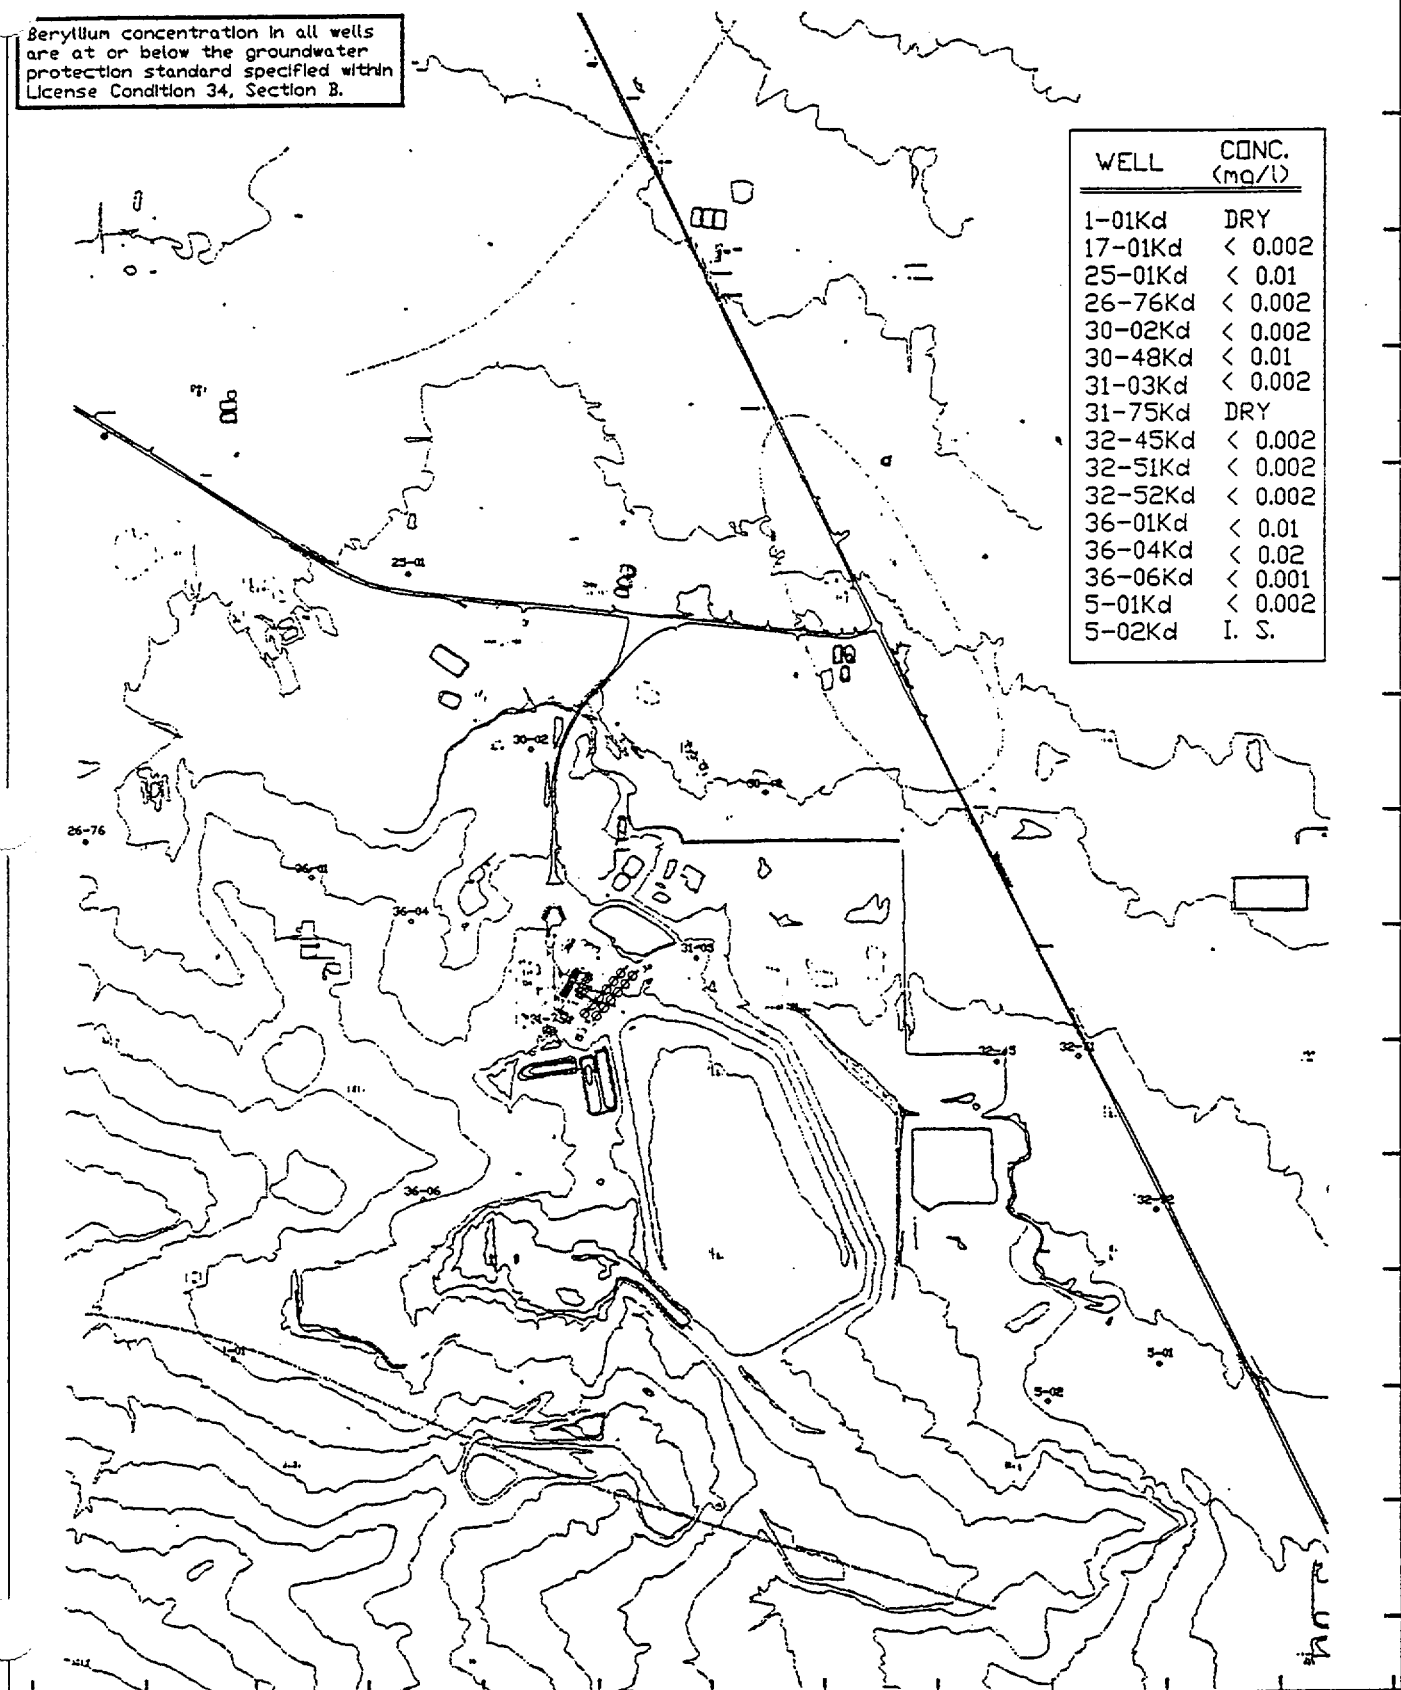 Beryllium concentration in all wells
are at or below the groundwater
protection standard specified within
License Condition 34, Section B.
WELL CONC.
(mg/l)
1-01Kd DRY
17-01Kd < 0.002
25-01Kd < 0.01
26-76Kd < 0.002
30-02Kd < 0.002
30-48Kd < 0.01
31-03Kd < 0.002
31-75Kd DRY
32-45Kd < 0.002
32-51Kd < 0.002
32-52Kd < 0.002
36-01Kd < 0.01
36-04Kd < 0.02
36-06Kd < 0.001
5-01Kd < 0.002
5-02Kd I. S.
25-01
30-02
26-76
36-01
36-04
31-03
32-45
36-06
32-52
1-01
5-01
5-02